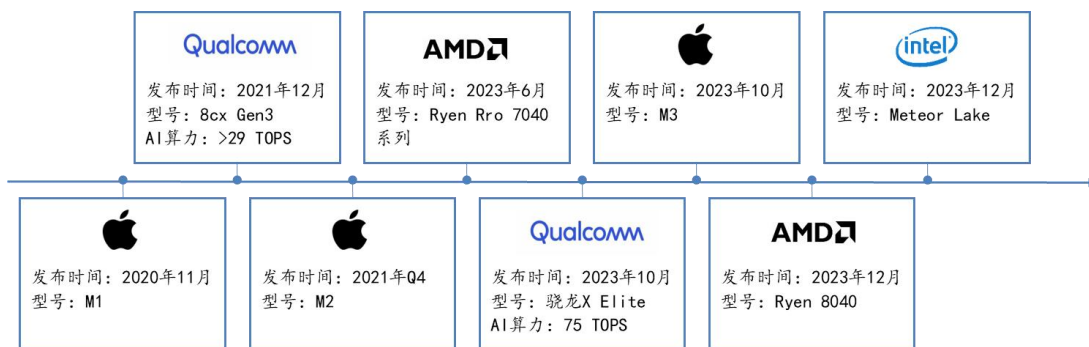 Qualcomm
发布时间: 2021年12月
型号: 8cx Gen3
AI算力: >29 TOPS
AMD
发布时间: 2023年6月
型号: Ryen Rro 7040
系列
发布时间: 2023年10月
型号: M3
intel
发布时间: 2023年12月
型号: Meteor Lake
发布时间: 2020年11月
型号: M1
发布时间: 2021年Q4
型号: M2
Qualcomm
发布时间: 2023年10月
型号: 骁龙X Elite
AI算力: 75 TOPS
AMD
发布时间: 2023年12月
型号: Ryen 8040